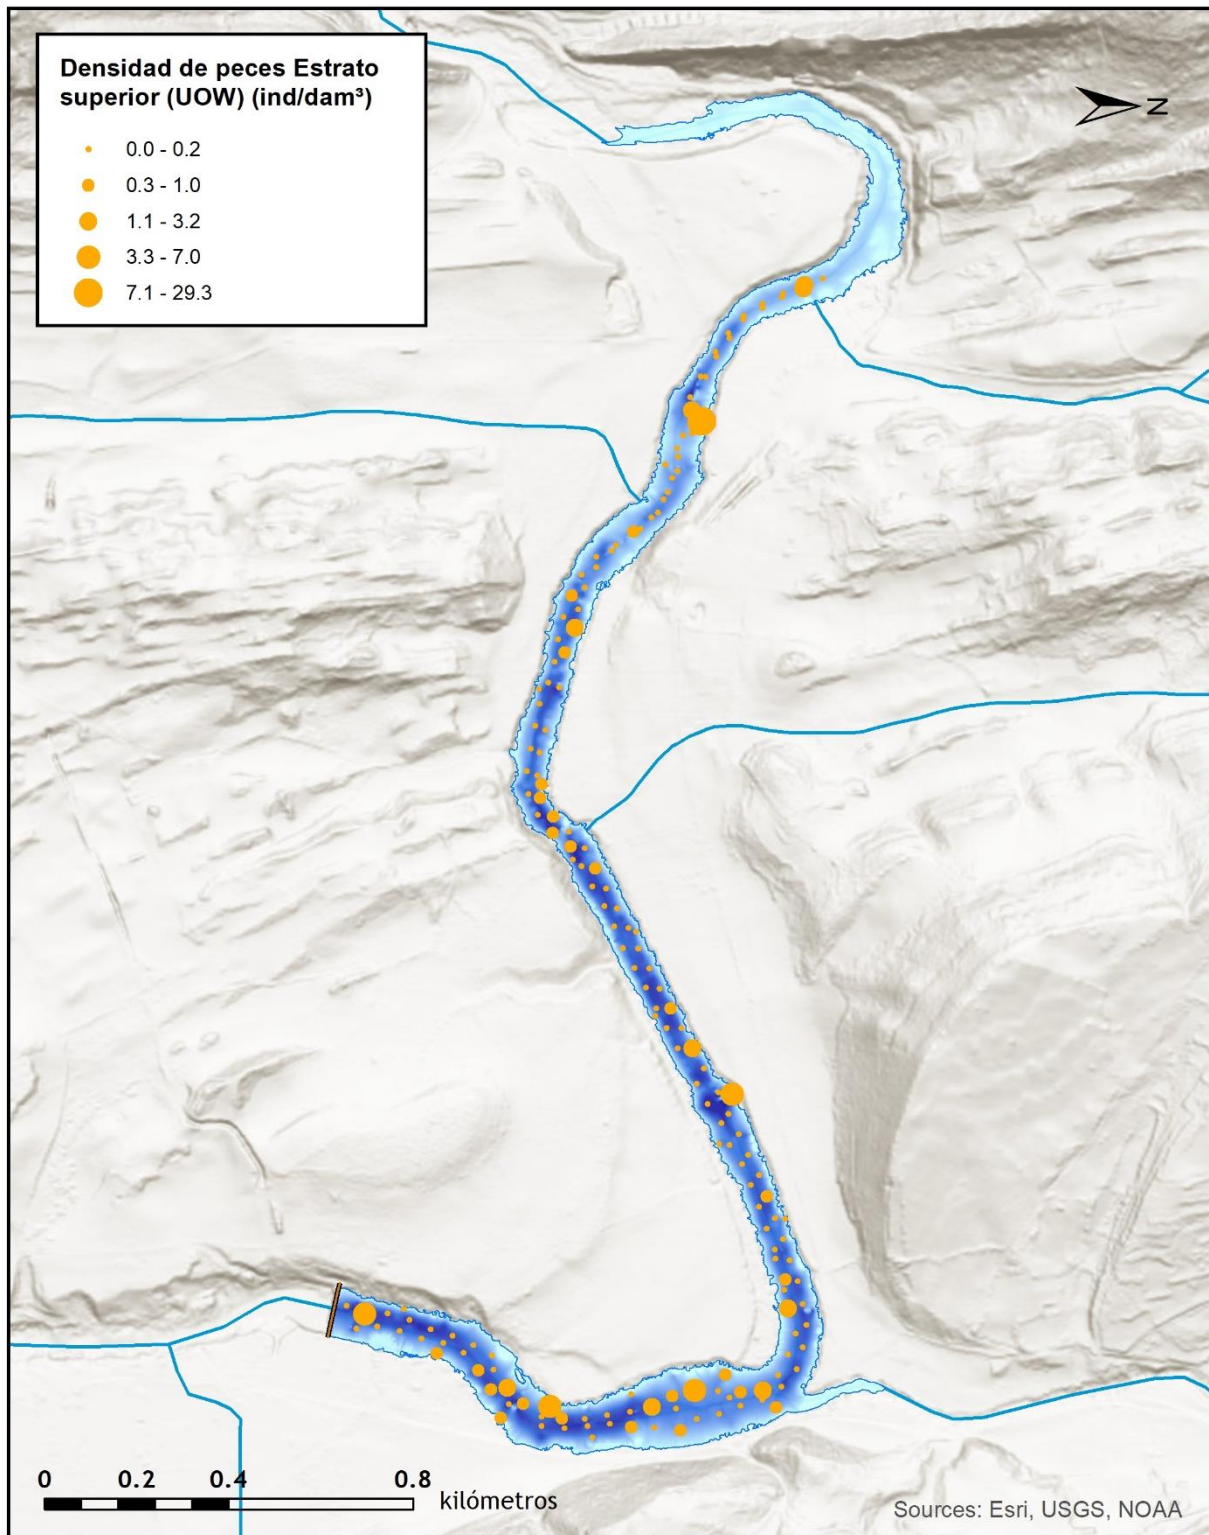 Densidad de peces Estrato
superior (UOW) (ind/dam³)
0.0 - 0.2
0.3 - 1.0
1.1 - 3.2
3.3 - 7.0
7.1 - 29.3
N
0 0.2 0.4 0.8
kilómetros
Sources: Esri, USGS, NOAA